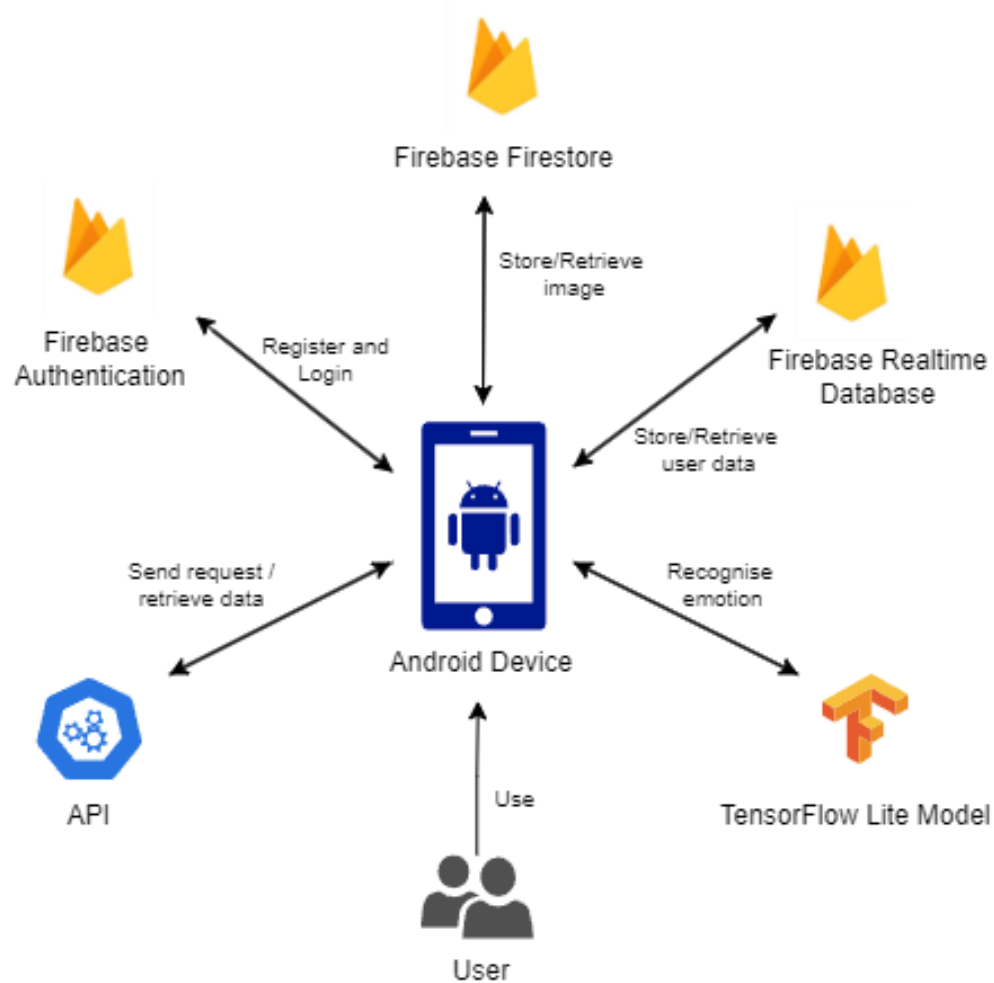 Firebase Firestore
Store/Retrieve
image
Firebase
Authentication
Register and
Login
Firebase Realtime
Database
Store/Retrieve
user data
Send request /
retrieve data
Recognise
emotion
Android Device
API
TensorFlow Lite Model
Use
User